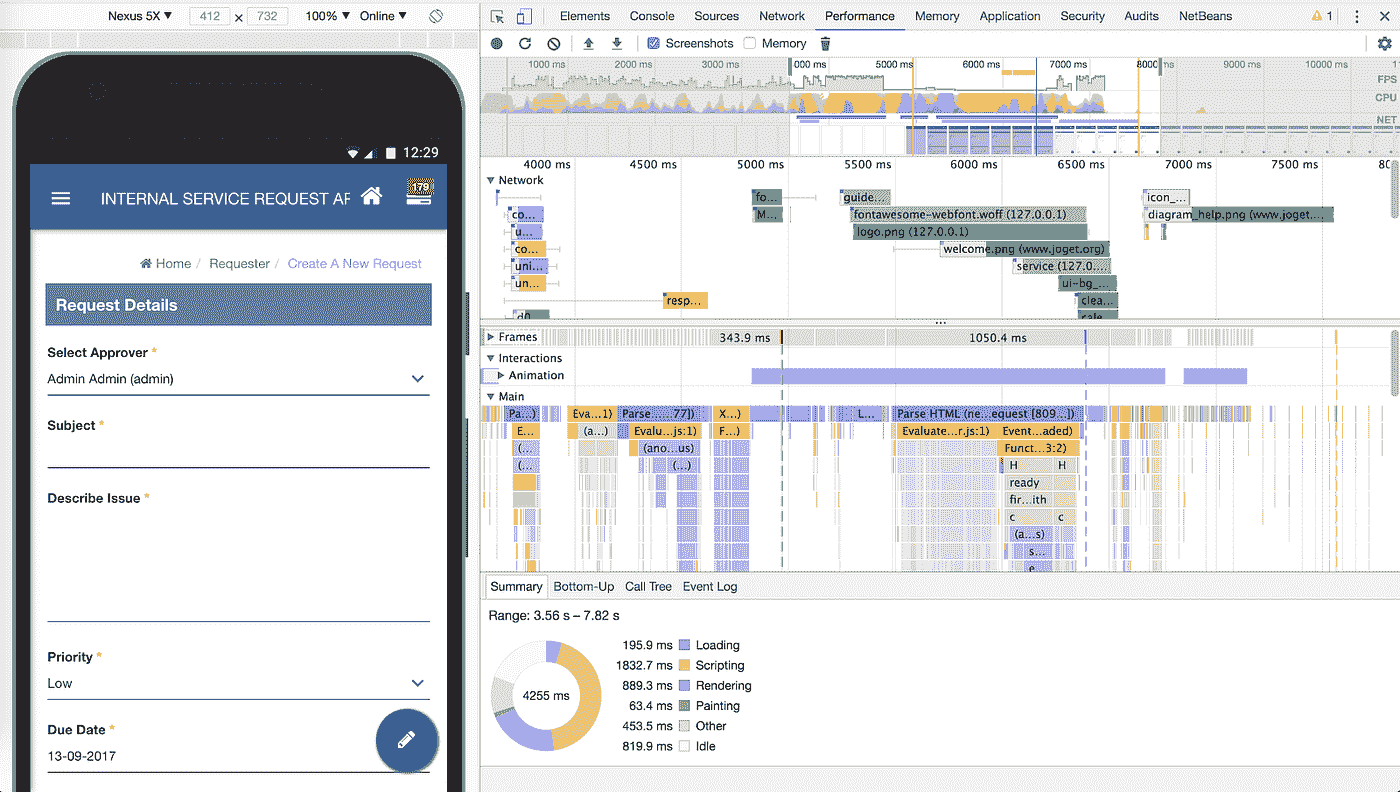 Nexus 5X ▼ 412 × 732 100% ▼ Online ▼
12:29
179
INTERNAL SERVICE REQUEST AF
Home / Requester / Create A New Request
Request Details
Select Approver *
Admin Admin (admin)
Subject *
Describe Issue *
Priority *
Low
Due Date *
13-09-2017
Elements Console Sources Network Performance Memory Application Security Audits NetBeans 1
Screenshots Memory
1000 ms 2000 ms 3000 ms 000 ms 5000 ms 6000 ms 7000 ms 8000 ms 9000 ms 10000 ms 1
FPS
CPU
NET
4000 ms 4500 ms 5000 ms 5500 ms 6000 ms 6500 ms 7000 ms 7500 ms 80
▼ Network
fo... guide... icon_...
co... M... fontawesome-webfont.woff (127.0.0.1) diagram_help.png (www.joget....
u... logo.png (127.0.0.1)
co... welcome.png (www.joget.org)
uni... service (127.0....
un... ui-bg_...
resp... clea...
d0
▶ Frames 343.9 ms 1050.4 ms
▼ Interactions
▶ Animation
▼ Main
Pa...) Eva...1) Parse ......77]) X...) L... Parse HTML (ne...equest [809...])
E... (a...) Evalu...js:1) F...) Evaluate...r.js:1) Event...aded)
(... (ano...us) Funct...3:2)
(... (...) H H
ready
fir...ith
c c
(a...s)
s...
e
Summary Bottom-Up Call Tree Event Log
Range: 3.56 s – 7.82 s
4255 ms
195.9 ms Loading
1832.7 ms Scripting
889.3 ms Rendering
63.4 ms Painting
453.5 ms Other
819.9 ms Idle